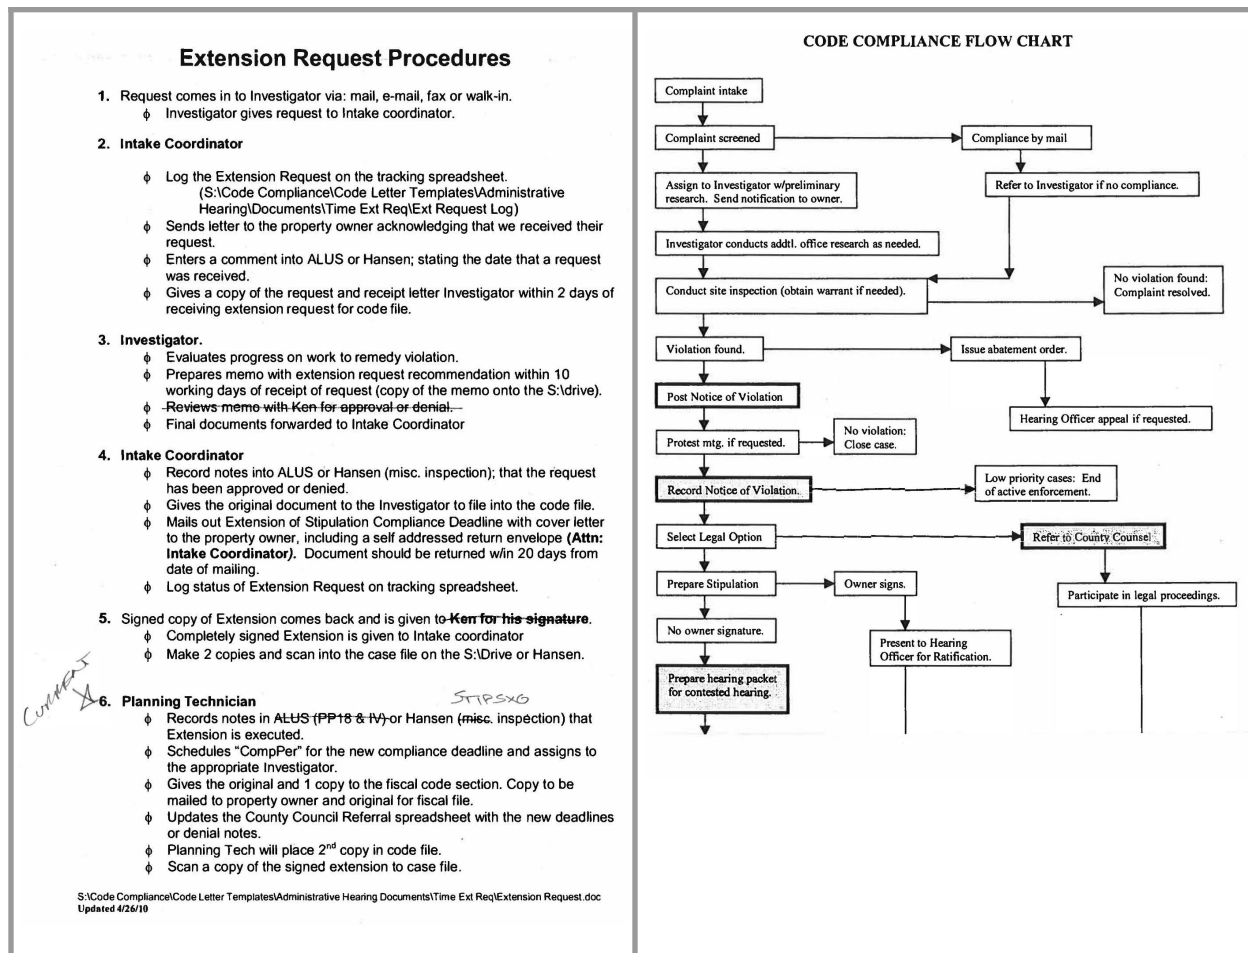 Extension Request Procedures
1. Request comes in to Investigator via: mail, e-mail, fax or walk-in.
ϕ Investigator gives request to Intake coordinator.
2. Intake Coordinator
ϕ Log the Extension Request on the tracking spreadsheet.
(S:\Code Compliance\Code Letter Templates\Administrative
Hearing\Documents\Time Ext Req\Ext Request Log)
ϕ Sends letter to the property owner acknowledging that we received their
request.
ϕ Enters a comment into ALUS or Hansen; stating the date that a request
was received.
ϕ Gives a copy of the request and receipt letter Investigator within 2 days of
receiving extension request for code file.
3. Investigator.
ϕ Evaluates progress on work to remedy violation.
ϕ Prepares memo with extension request recommendation within 10
working days of receipt of request (copy of the memo onto the S:\drive).
ϕ Reviews memo with Ken for approval or denial.
ϕ Final documents forwarded to Intake Coordinator
4. Intake Coordinator
ϕ Record notes into ALUS or Hansen (misc. inspection); that the request
has been approved or denied.
ϕ Gives the original document to the Investigator to file into the code file.
ϕ Mails out Extension of Stipulation Compliance Deadline with cover letter
to the property owner, including a self addressed return envelope (Attn:
Intake Coordinator). Document should be returned w/in 20 days from
date of mailing.
ϕ Log status of Extension Request on tracking spreadsheet.
5. Signed copy of Extension comes back and is given to Ken for his signature.
ϕ Completely signed Extension is given to Intake coordinator
ϕ Make 2 copies and scan into the case file on the S:\Drive or Hansen.
CURRENT
6. Planning Technician
STIPSXG
ϕ Records notes in ALUS (PP18 & IV) or Hansen (misc. inspection) that
Extension is executed.
ϕ Schedules “CompPer” for the new compliance deadline and assigns to
the appropriate Investigator.
ϕ Gives the original and 1 copy to the fiscal code section. Copy to be
mailed to property owner and original for fiscal file.
ϕ Updates the County Council Referral spreadsheet with the new deadlines
or denial notes.
ϕ Planning Tech will place 2nd copy in code file.
ϕ Scan a copy of the signed extension to case file.
S:\Code Compliance\Code Letter Templates\Administrative Hearing Documents\Time Ext Req\Extension Request.doc
Updated 4/26/10
CODE COMPLIANCE FLOW CHART
Complaint intake
Complaint screened
Compliance by mail
Assign to Investigator w/preliminary
research. Send notification to owner.
Refer to Investigator if no compliance.
Investigator conducts addtl. office research as needed.
Conduct site inspection (obtain warrant if needed).
No violation found:
Complaint resolved.
Violation found.
Issue abatement order.
Post Notice of Violation
Hearing Officer appeal if requested.
Protest mtg. if requested.
No violation:
Close case.
Record Notice of Violation.
Low priority cases: End
of active enforcement.
Select Legal Option
Refer to County Counsel
Prepare Stipulation
Owner signs.
Participate in legal proceedings.
No owner signature.
Present to Hearing
Officer for Ratification.
Prepare hearing packet
for contested hearing.